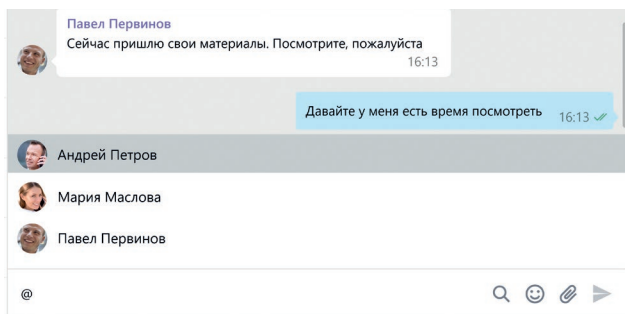 Павел Первинов
Сейчас пришлю свои материалы. Посмотрите, пожалуйста
16:13
Давайте у меня есть время посмотреть
16:13
Андрей Петров
Мария Маслова
Павел Первинов
@